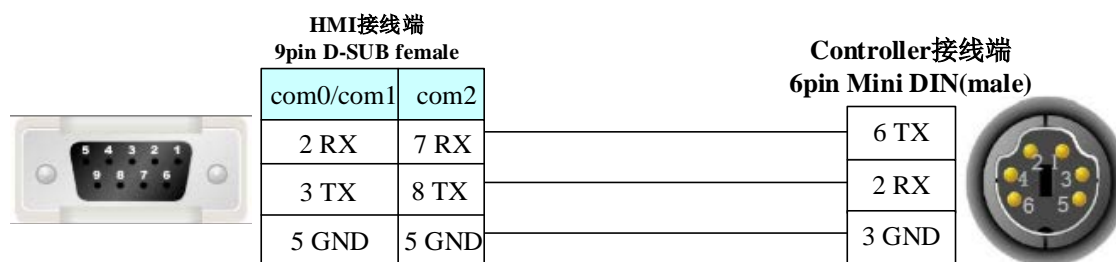 HMI接线端
9pin D-SUB female
Controller接线端
6pin Mini DIN(male)
com0/com1 com2
2 RX 7 RX
6 TX
3 TX 8 TX
2 RX
5 GND 5 GND
3 GND
5 4 3 2 1
9 8 7 6
2 1
4 3
6 5